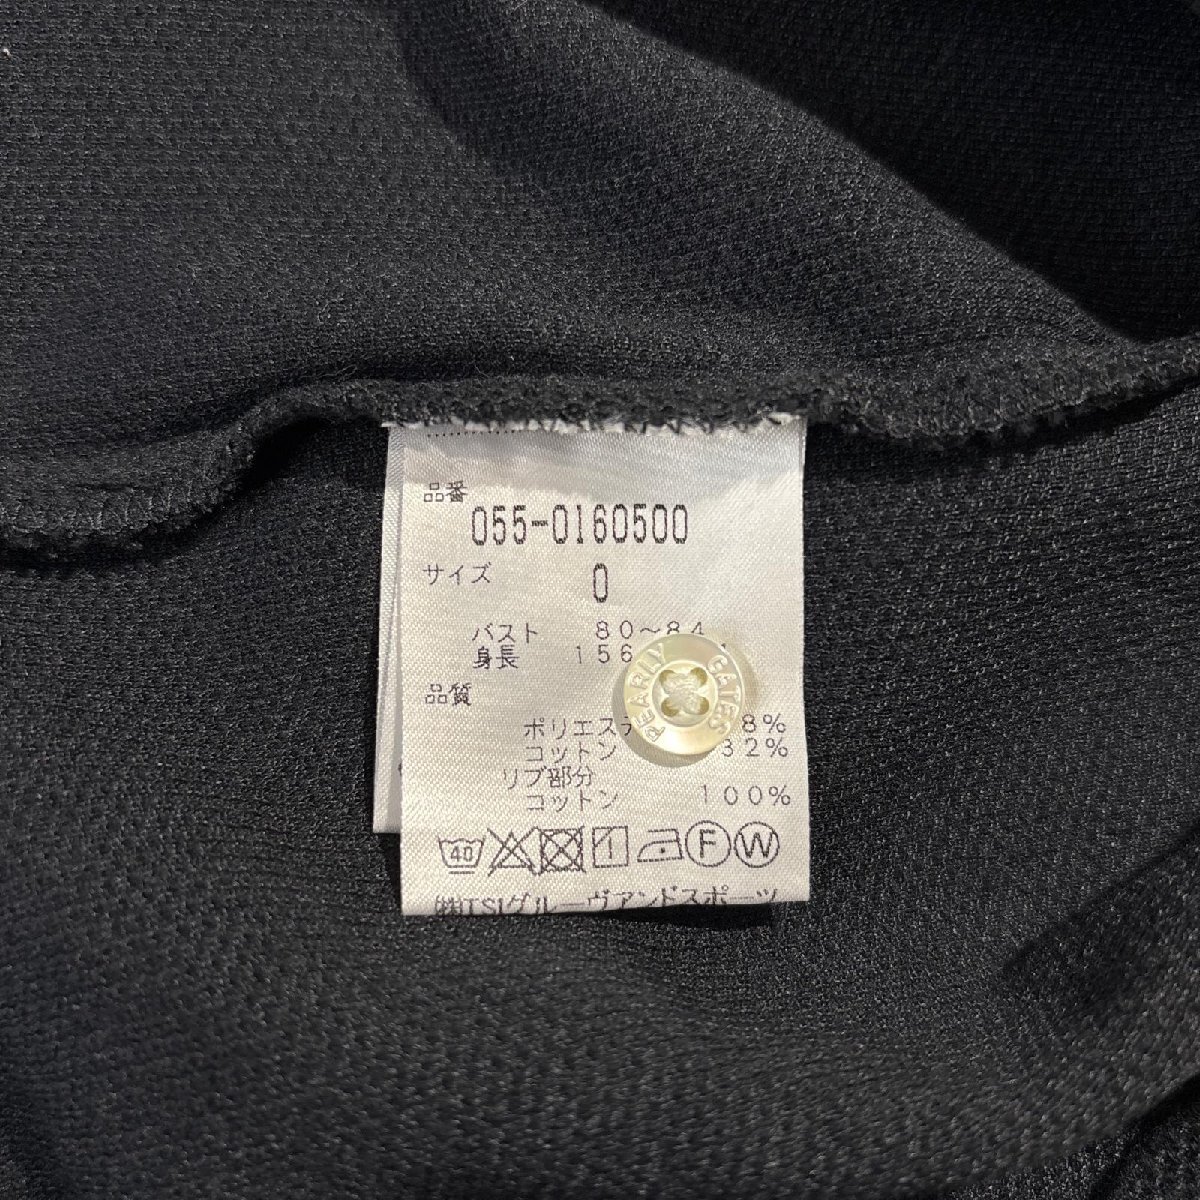 品番
055-0160500
サイズ 0
バスト 80～84
身長 156
品質
ポリエステ 8%
コットン 32%
リブ部分
コットン 100%
40 1 F W
㈱TSIグルーヴアンドスポーツ
PEARLY GATES